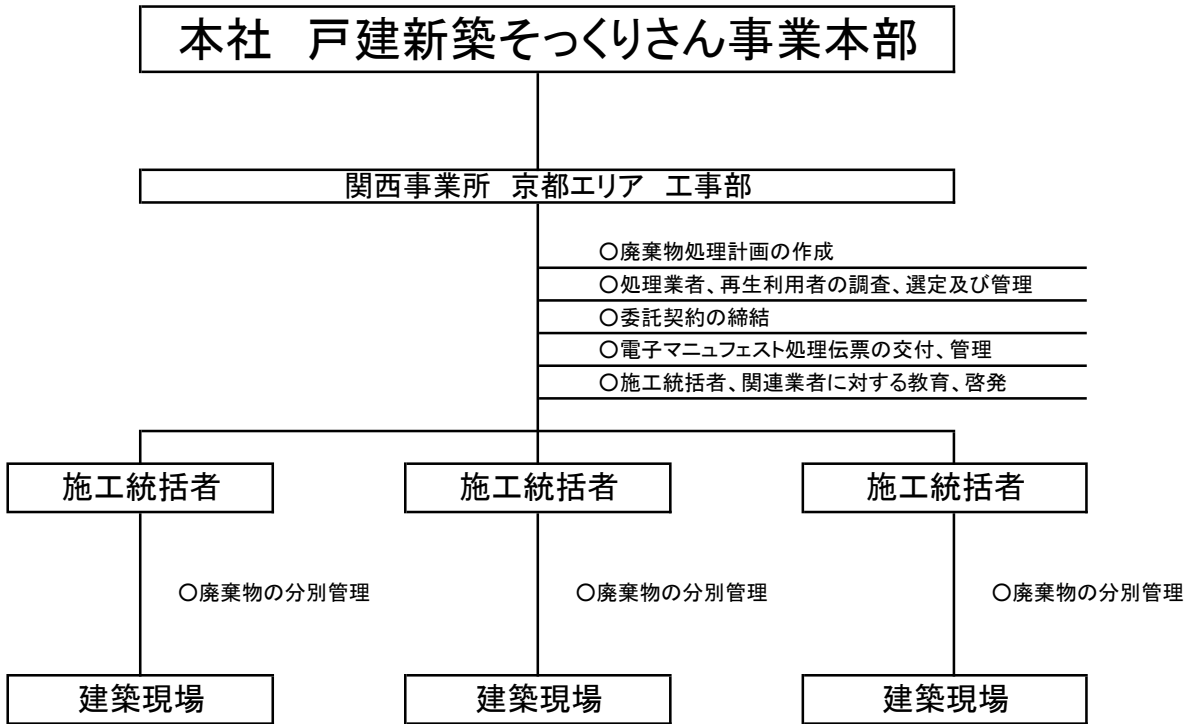 本社　戸建新築そっくりさん事業本部
関西事業所　京都エリア　工事部
○廃棄物処理計画の作成
○処理業者、再生利用者の調査、選定及び管理
○委託契約の締結
○電子マニュフェスト処理伝票の交付、管理
○施工統括者、関連業者に対する教育、啓発
施工統括者
施工統括者
施工統括者
○廃棄物の分別管理
○廃棄物の分別管理
○廃棄物の分別管理
建築現場
建築現場
建築現場